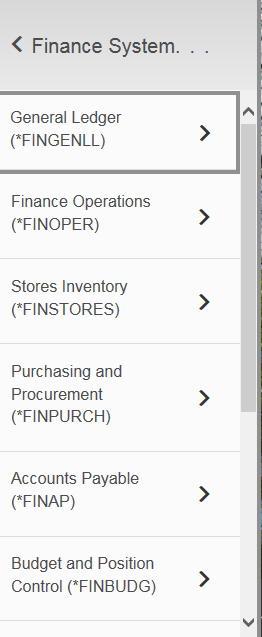 Finance System. . .
General Ledger
(*FINGENLL)
Finance Operations
(*FINOPER)
Stores Inventory
(*FINSTORES)
Purchasing and
Procurement
(*FINPURCH)
Accounts Payable
(*FINAP)
Budget and Position
Control (*FINBUDG)